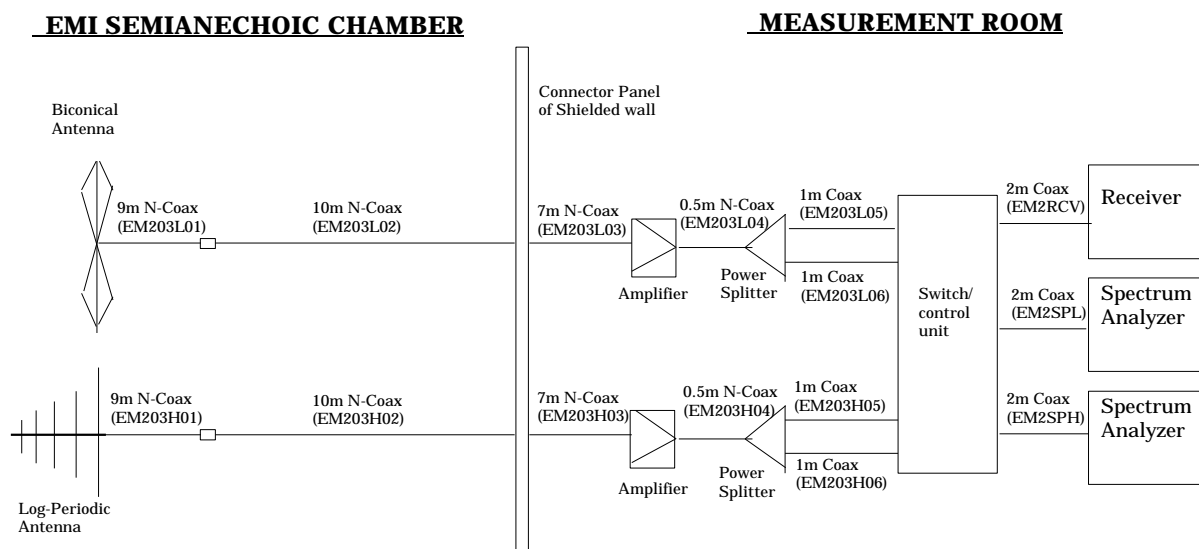 EMI SEMIANECHOIC CHAMBER
MEASUREMENT ROOM
Biconical
Antenna
Connector Panel
of Shielded wall
9m N-Coax
(EM203L01)
10m N-Coax
(EM203L02)
7m N-Coax
(EM203L03)
0.5m N-Coax
(EM203L04)
1m Coax
(EM203L05)
1m Coax
(EM203L06)
Amplifier
Power
Splitter
Switch/
control
unit
2m Coax
(EM2RCV)
Receiver
2m Coax
(EM2SPL)
Spectrum
Analyzer
9m N-Coax
(EM203H01)
10m N-Coax
(EM203H02)
7m N-Coax
(EM203H03)
0.5m N-Coax
(EM203H04)
1m Coax
(EM203H05)
1m Coax
(EM203H06)
Amplifier
Power
Splitter
2m Coax
(EM2SPH)
Spectrum
Analyzer
Log-Periodic
Antenna